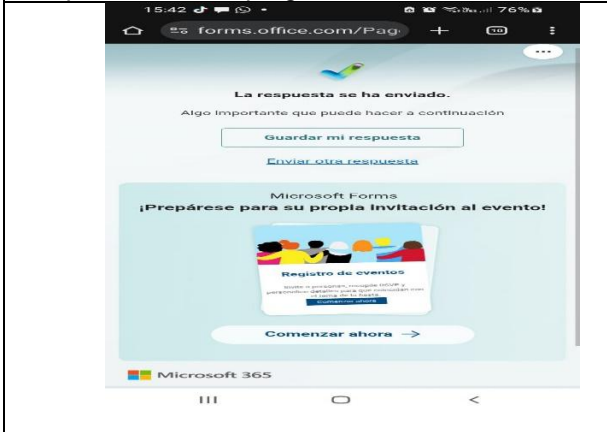 15:42
76%
forms.office.com/Pag
10
La respuesta se ha enviado.
Algo importante que puede hacer a continuación
Guardar mi respuesta
Enviar otra respuesta
Microsoft Forms
¡Prepárese para su propia invitación al evento!
Registro de eventos
Comenzar ahora
Comenzar ahora →
Microsoft 365